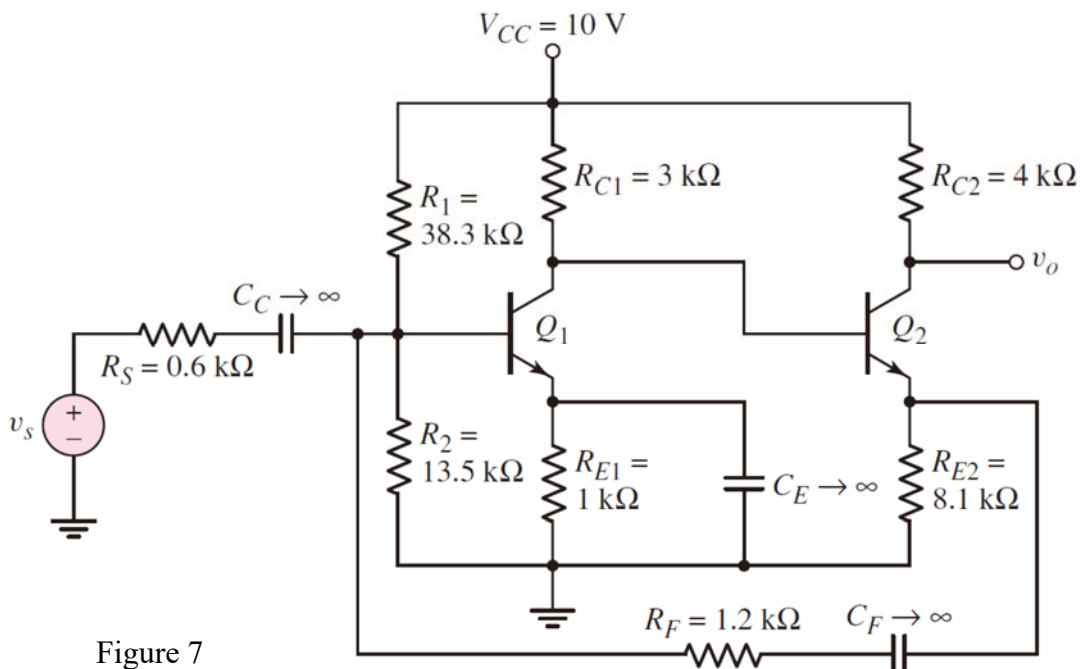 V_CC = 10 V
R_1 =
38.3 kΩ
R_C1 = 3 kΩ
R_C2 = 4 kΩ
v_o
C_C → ∞
Q_1
Q_2
R_S = 0.6 kΩ
v_s
+
−
R_2 =
13.5 kΩ
R_E1 =
1 kΩ
C_E → ∞
R_E2 =
8.1 kΩ
R_F = 1.2 kΩ
C_F → ∞
Figure 7